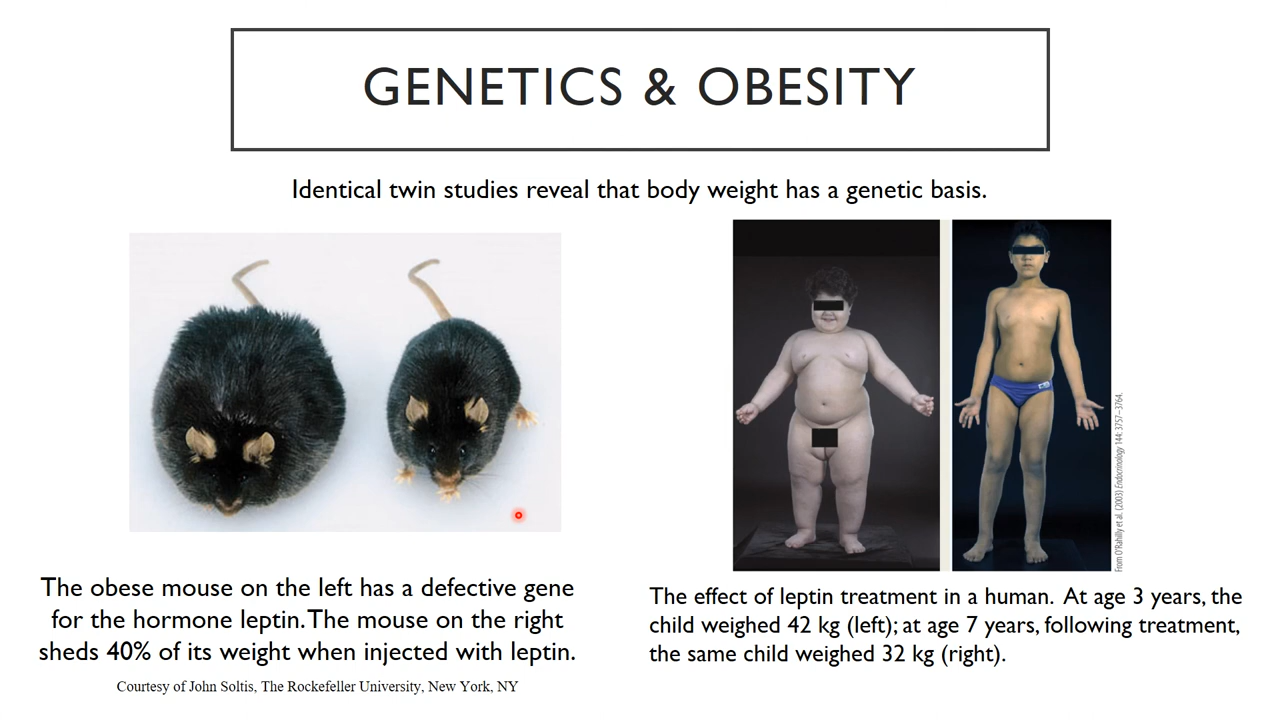 GENETICS & OBESITY
Identical twin studies reveal that body weight has a genetic basis.
The obese mouse on the left has a defective gene
for the hormone leptin. The mouse on the right
sheds 40% of its weight when injected with leptin.
Courtesy of John Soltis, The Rockefeller University, New York, NY
From O'Rahilly et al. (2003) Endocrinology 144: 3757–3764.
The effect of leptin treatment in a human. At age 3 years, the
child weighed 42 kg (left); at age 7 years, following treatment,
the same child weighed 32 kg (right).